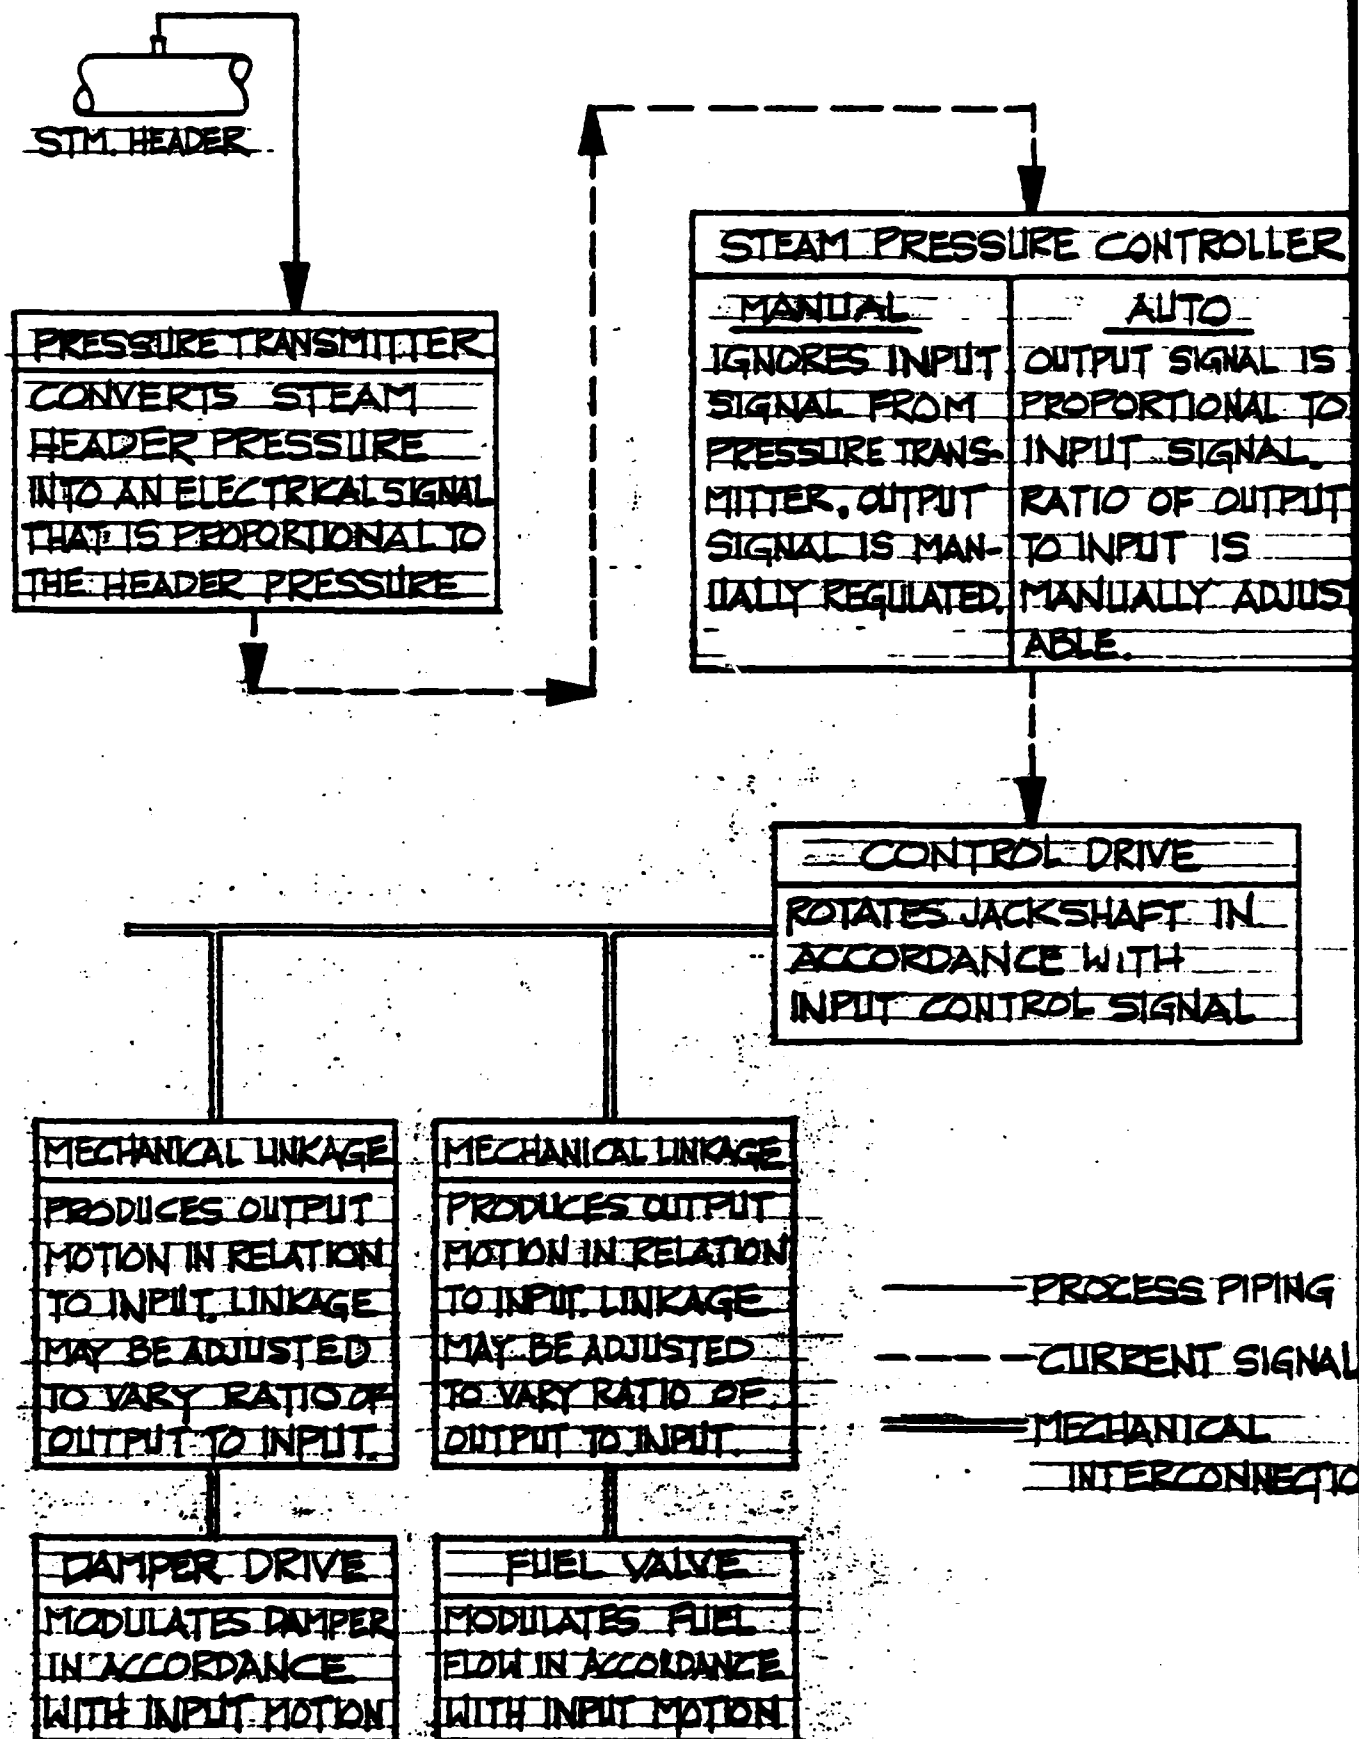 STM. HEADER
PRESSURE TRANSMITTER
CONVERTS STEAM
HEADER PRESSURE
INTO AN ELECTRICAL SIGNAL
THAT IS PROPORTIONAL TO
THE HEADER PRESSURE
STEAM PRESSURE CONTROLLER
MANUAL
IGNORES INPUT
SIGNAL FROM
PRESSURE TRANS-
MITTER. OUTPUT
SIGNAL IS MAN-
UALLY REGULATED.
AUTO
OUTPUT SIGNAL IS
PROPORTIONAL TO
INPUT SIGNAL.
RATIO OF OUTPUT
TO INPUT IS
MANUALLY ADJUST
ABLE.
CONTROL DRIVE
ROTATES JACKSHAFT IN
ACCORDANCE WITH
INPUT CONTROL SIGNAL
MECHANICAL LINKAGE
PRODUCES OUTPUT
MOTION IN RELATION
TO INPUT. LINKAGE
MAY BE ADJUSTED
TO VARY RATIO OF
OUTPUT TO INPUT.
MECHANICAL LINKAGE
PRODUCES OUTPUT
MOTION IN RELATION
TO INPUT. LINKAGE
MAY BE ADJUSTED
TO VARY RATIO OF
OUTPUT TO INPUT.
PROCESS PIPING
CURRENT SIGNAL
MECHANICAL
INTERCONNECTIO
DAMPER DRIVE
MODULATES DAMPER
IN ACCORDANCE
WITH INPUT MOTION
FUEL VALVE
MODULATES FUEL
FLOW IN ACCORDANCE
WITH INPUT MOTION